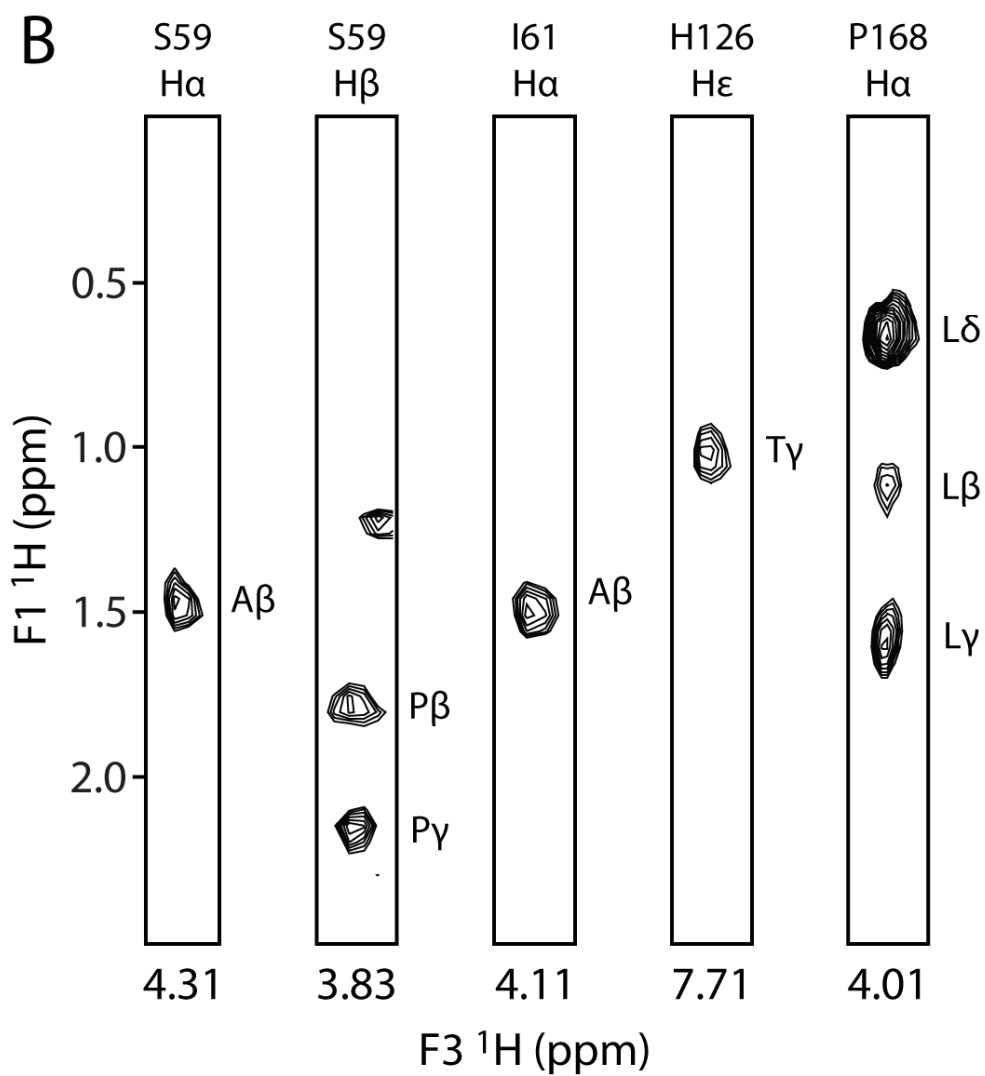 B
S59 S59 I61 H126 P168
Hα Hβ Hα Hε Hα
0.5
Lδ
1.0
Tγ
Lβ
1.5
Aβ
Aβ
Lγ
Pβ
2.0
Pγ
F1 ¹H (ppm)
4.31 3.83 4.11 7.71 4.01
F3 ¹H (ppm)